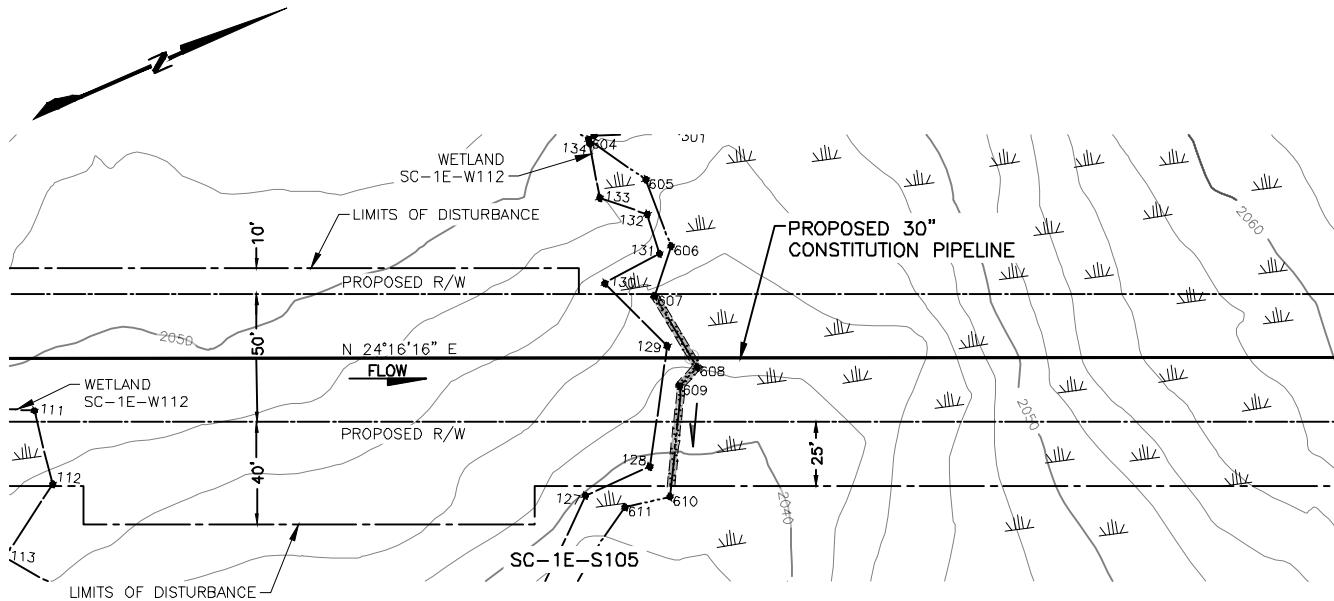 N
134
604
'301
WETLAND
SC-1E-W112
605
133
132
LIMITS OF DISTURBANCE
2060
10'
PROPOSED 30"
CONSTITUTION PIPELINE
131
606
PROPOSED R/W
130
607
2050
50'
N 24°16'16" E
129
FLOW
608
WETLAND
SC-1E-W112
609
111
2050
PROPOSED R/W
40'
25'
128
112
127
610
611
2040
113
SC-1E-S105
LIMITS OF DISTURBANCE